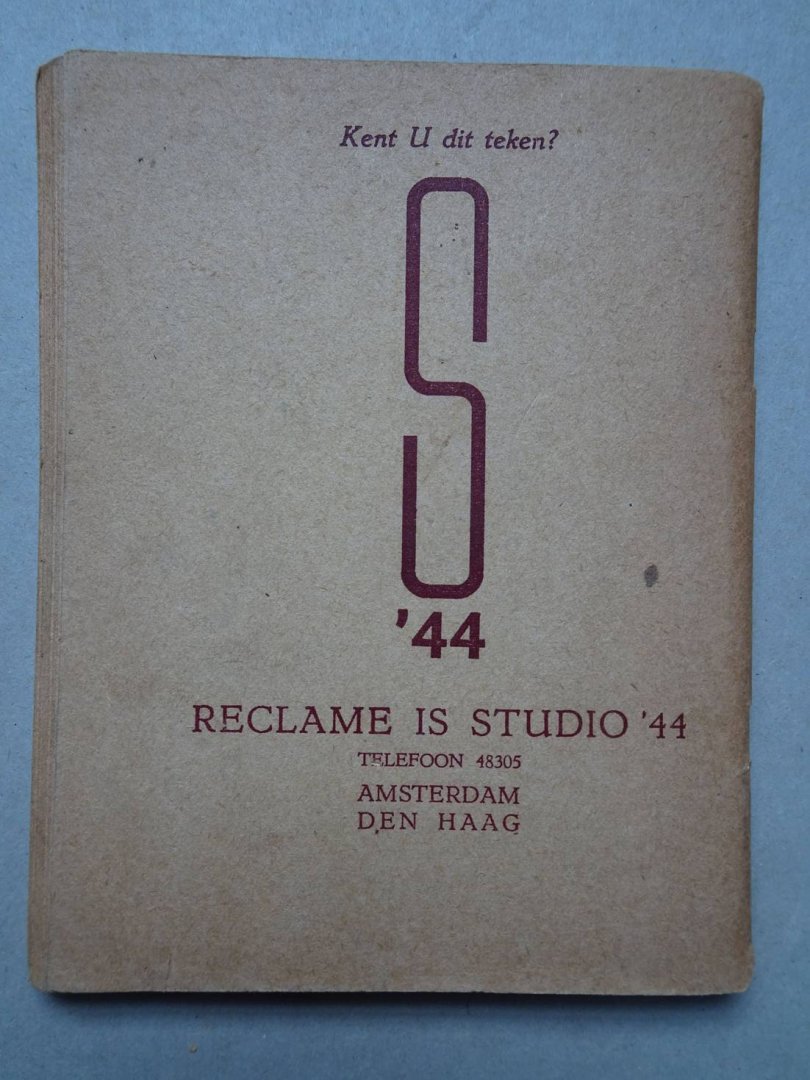 Kent U dit teken?
S
'44
RECLAME IS STUDIO '44
TELEFOON 48305
AMSTERDAM
DEN HAAG